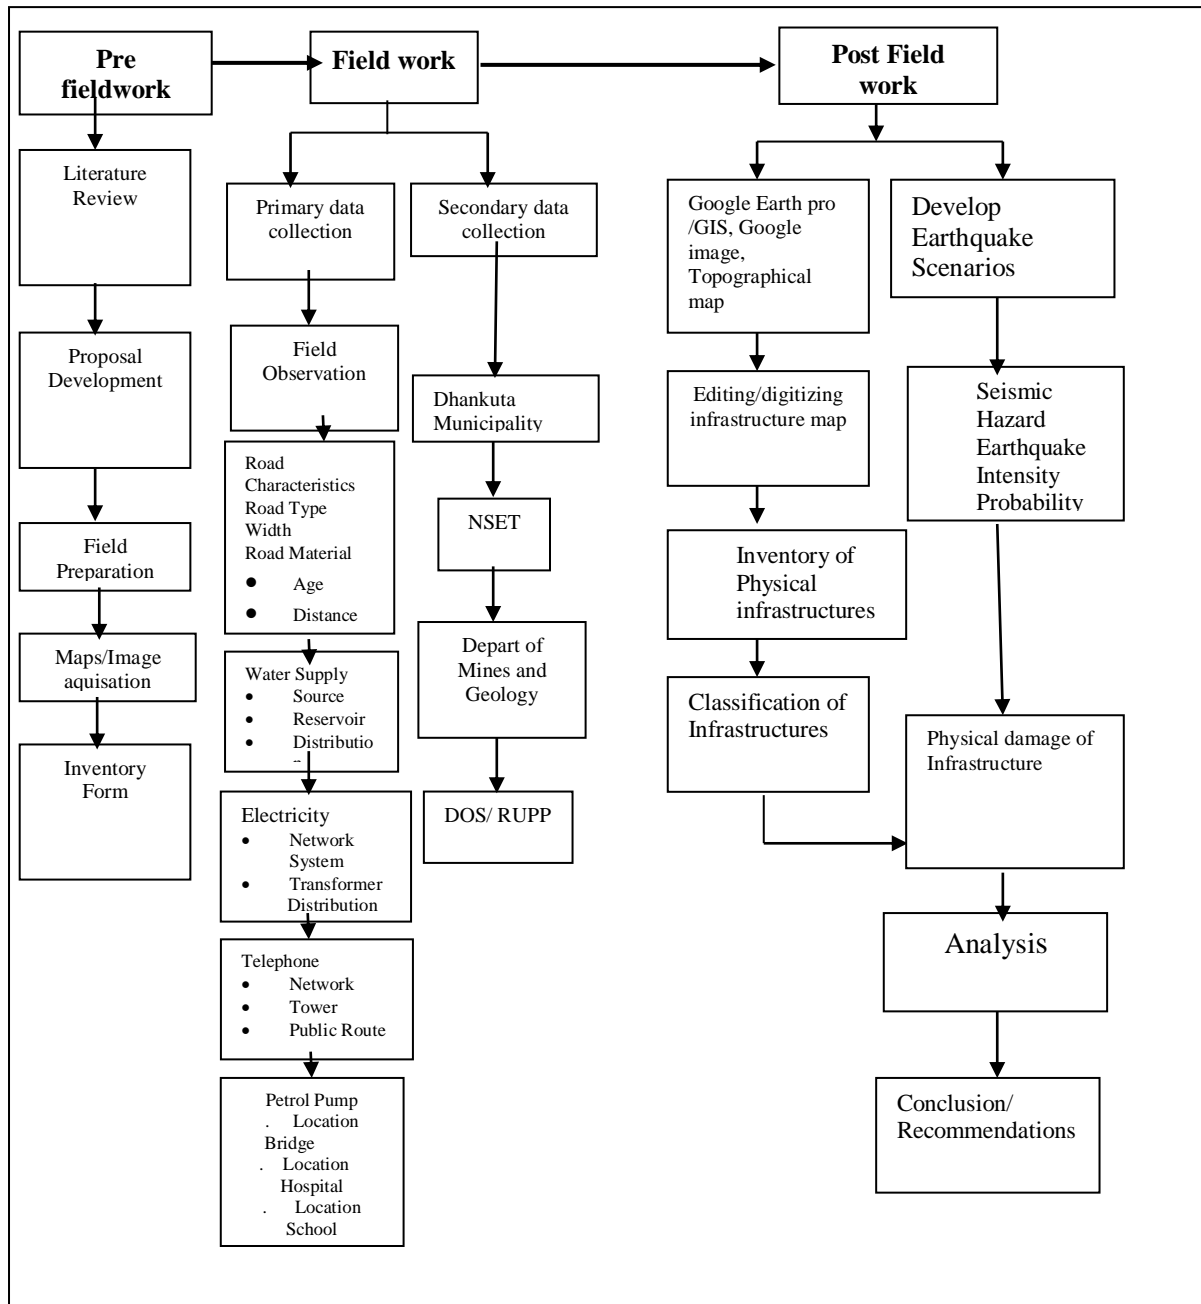 Pre
fieldwork
Field work
Post Field
work
Literature
Review
Proposal
Development
Field
Preparation
Maps/Image
aquisation
Inventory
Form
Primary data
collection
Field
Observation
Road
Characteristics
Road Type
Width
Road Material
● Age
● Distance
Water Supply
• Source
• Reservoir
• Distributio
n
Electricity
• Network
System
• Transformer
Distribution
Telephone
• Network
• Tower
• Public Route
Petrol Pump
. Location
Bridge
. Location
Hospital
. Location
School
Secondary data
collection
Dhankuta
Municipality
NSET
Depart of
Mines and
Geology
DOS/ RUPP
Google Earth pro
/GIS, Google
image,
Topographical
map
Editing/digitizing
infrastructure map
Inventory of
Physical
infrastructures
Classification of
Infrastructures
Develop
Earthquake
Scenarios
Seismic
Hazard
Earthquake
Intensity
Probability
Physical damage of
Infrastructure
Analysis
Conclusion/
Recommendations